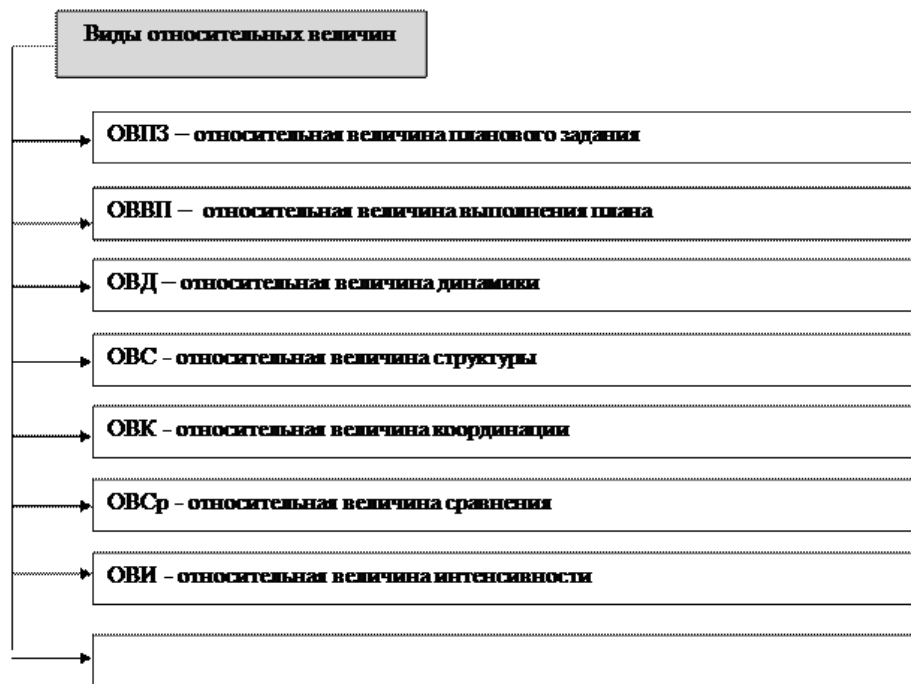 Виды относительных величин
ОВПЗ – относительная величина планового задания
ОВВП – относительная величина выполнения плана
ОВД – относительная величина динамики
ОВС - относительная величина структуры
ОВК - относительная величина координации
ОВСр - относительная величина сравнения
ОВИ - относительная величина интенсивности